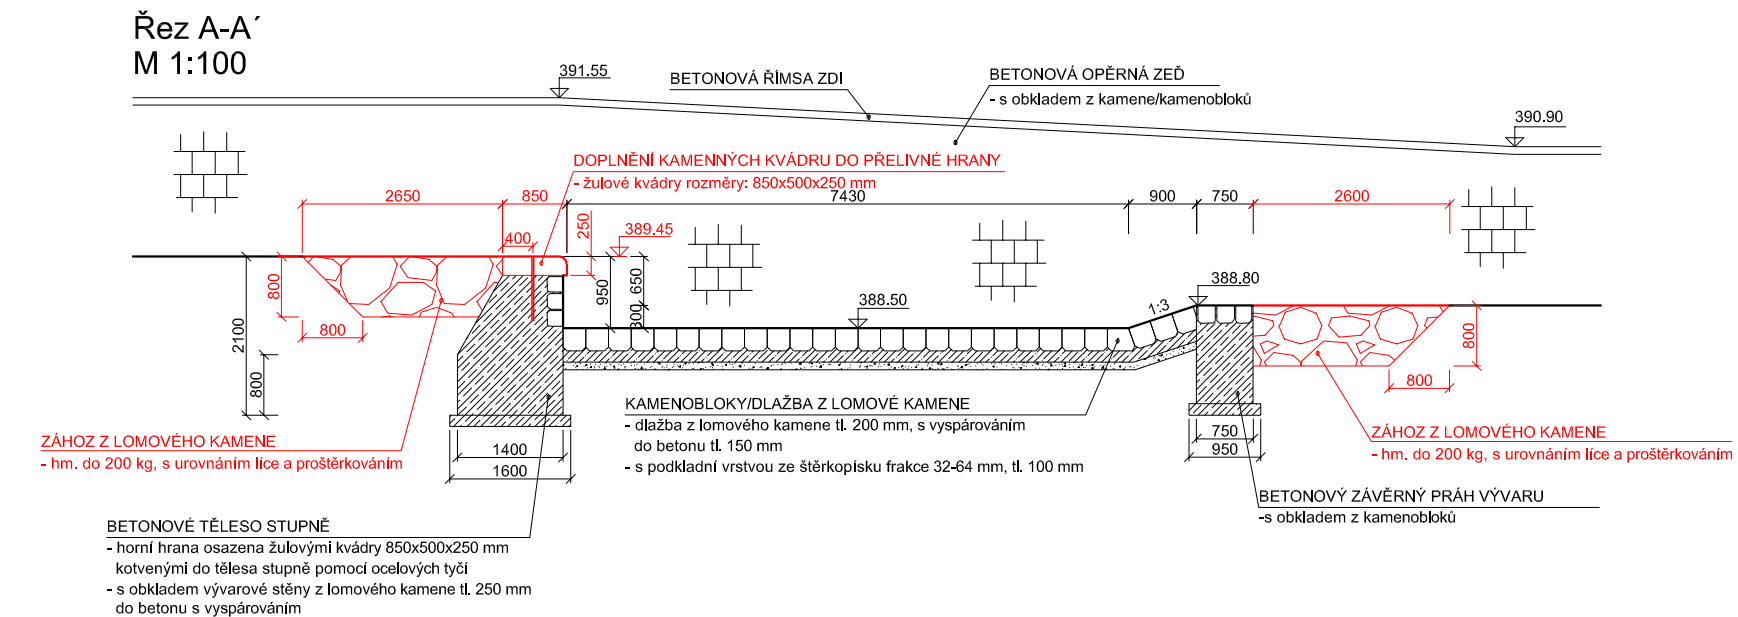 Řez A-A´
M 1:100
391.55
BETONOVÁ ŘÍMSA ZDI
BETONOVÁ OPĚRNÁ ZEĎ
- s obkladem z kamene/kamenobloků
390.90
DOPLNĚNÍ KAMENNÝCH KVÁDRU DO PŘELIVNÉ HRANY
- žulové kvádry rozměry: 850x500x250 mm
2650
850
7430
900
750
2600
400
250
389.45
800
800
2100
800
950
650
300
388.50
1:3
388.80
800
800
KAMENOBLOKY/DLAŽBA Z LOMOVÉ KAMENE
- dlažba z lomového kamene tl. 200 mm, s vyspárováním
do betonu tl. 150 mm
- s podkladní vrstvou ze štěrkopísku frakce 32-64 mm, tl. 100 mm
ZÁHOZ Z LOMOVÉHO KAMENE
- hm. do 200 kg, s urovnáním líce a proštěrkováním
1400
1600
750
950
ZÁHOZ Z LOMOVÉHO KAMENE
- hm. do 200 kg, s urovnáním líce a proštěrkováním
BETONOVÝ ZÁVĚRNÝ PRÁH VÝVARU
-s obkladem z kamenobloků
BETONOVÉ TĚLESO STUPNĚ
- horní hrana osazena žulovými kvádry 850x500x250 mm
kotvenými do tělesa stupně pomocí ocelových tyčí
- s obkladem vývarové stěny z lomového kamene tl. 250 mm
do betonu s vyspárováním